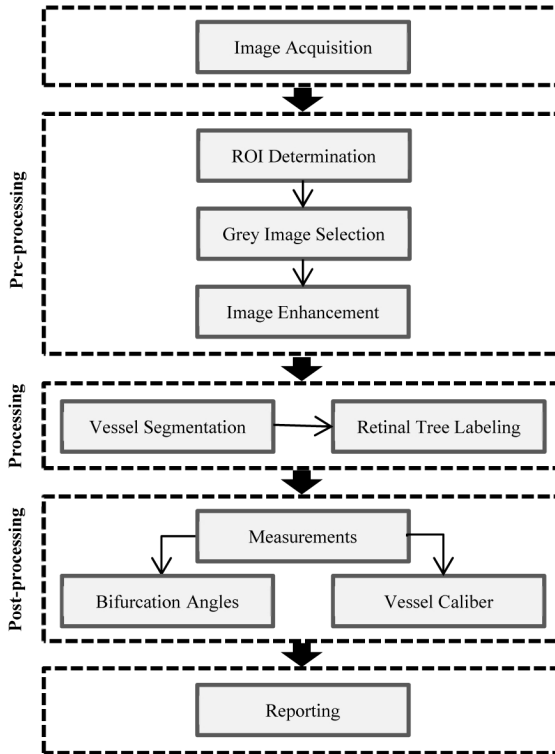 Image Acquisition
Pre-processing
ROI Determination
Grey Image Selection
Image Enhancement
Processing
Vessel Segmentation
Retinal Tree Labeling
Post-processing
Measurements
Bifurcation Angles
Vessel Caliber
Reporting